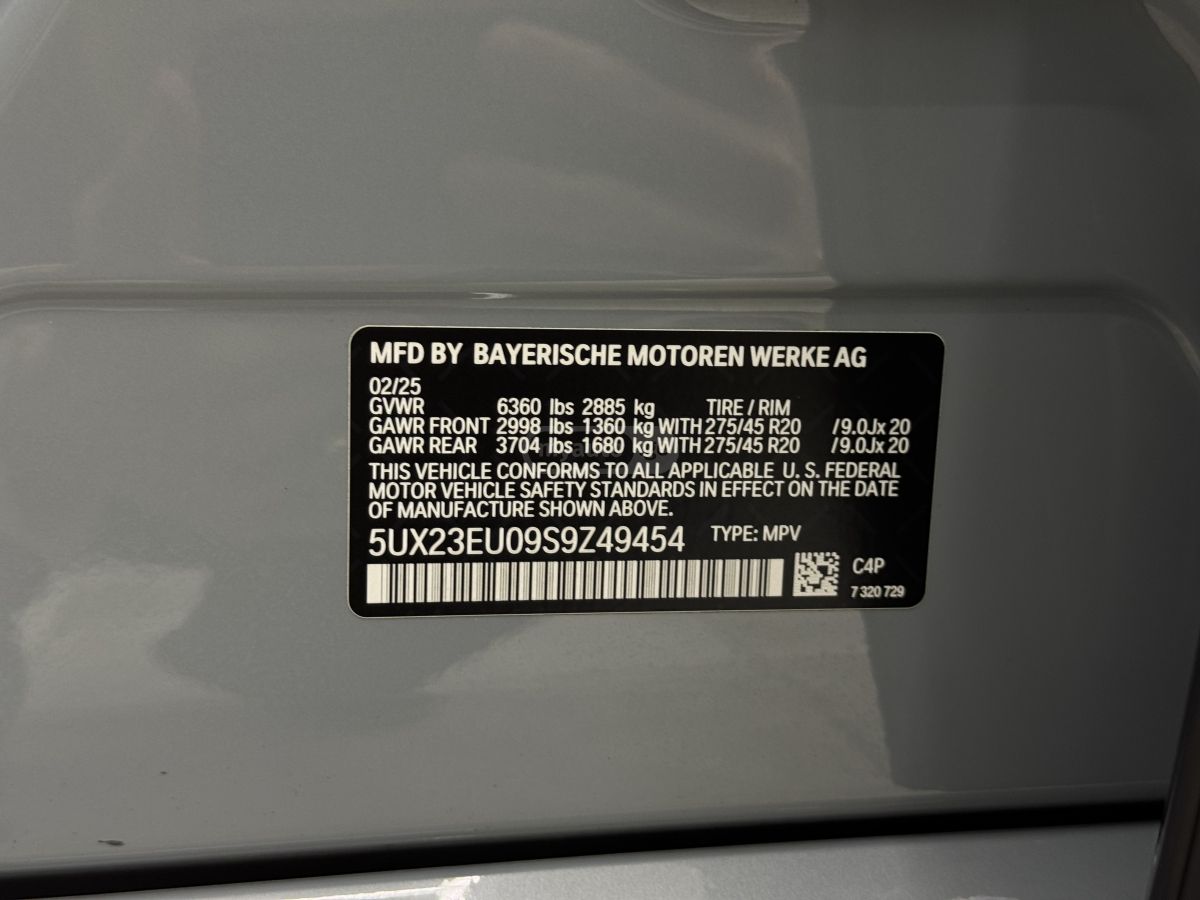 MFD BY BAYERISCHE MOTOREN WERKE AG
02/25
GVWR 6360 lbs 2885 kg TIRE / RIM
GAWR FRONT 2998 lbs 1360 kg WITH 275/45 R20 /9.0Jx 20
GAWR REAR 3704 lbs 1680 kg WITH 275/45 R20 /9.0Jx 20
THIS VEHICLE CONFORMS TO ALL APPLICABLE U. S. FEDERAL
MOTOR VEHICLE SAFETY STANDARDS IN EFFECT ON THE DATE
OF MANUFACTURE SHOWN ABOVE.
5UX23EU09S9Z49454 TYPE: MPV
C4P
7 320 729